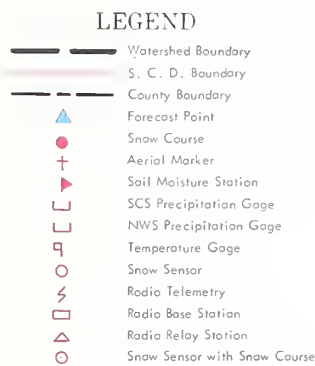 LEGEND
Watershed Boundary
S. C. D. Boundary
County Boundary
Forecast Point
Snow Course
Aerial Marker
Soil Moisture Station
SCS Precipitation Gage
NWS Precipitation Gage
Temperature Gage
Snow Sensor
Radio Telemetry
Radio Base Station
Radio Relay Station
Snow Sensor with Snow Course